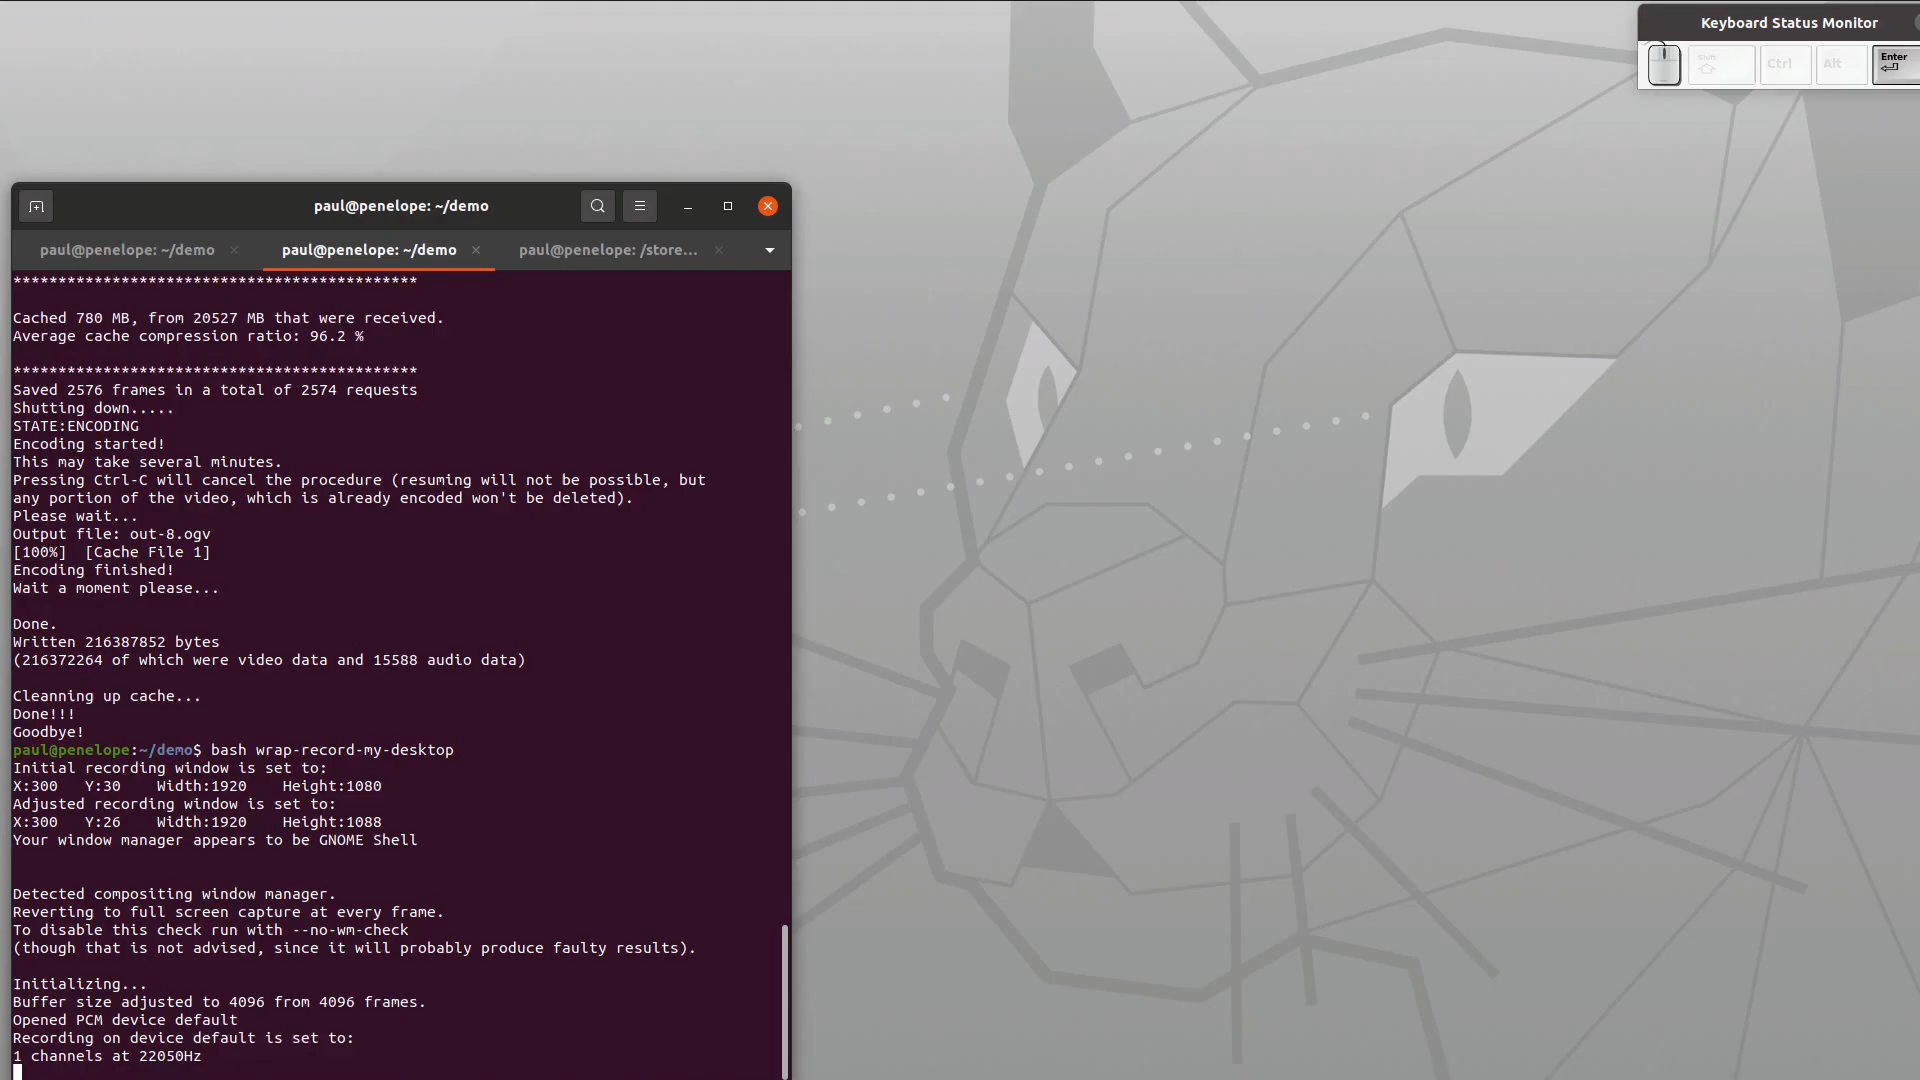 Keyboard Status Monitor
Shift
Ctrl
Alt
Enter
paul@penelope: ~/demo
paul@penelope: ~/demo
paul@penelope: ~/demo
paul@penelope: /store...
*********************************************
Cached 780 MB, from 20527 MB that were received.
Average cache compression ratio: 96.2 %
*********************************************
Saved 2576 frames in a total of 2574 requests
Shutting down.....
STATE:ENCODING
Encoding started!
This may take several minutes.
Pressing Ctrl-C will cancel the procedure (resuming will not be possible, but
any portion of the video, which is already encoded won't be deleted).
Please wait...
Output file: out-8.ogv
[100%]  [Cache File 1]
Encoding finished!
Wait a moment please...
Done.
Written 216387852 bytes
(216372264 of which were video data and 15588 audio data)
Cleanning up cache...
Done!!!
Goodbye!
paul@penelope:~/demo$ bash wrap-record-my-desktop
Initial recording window is set to:
X:300   Y:30    Width:1920    Height:1080
Adjusted recording window is set to:
X:300   Y:26    Width:1920    Height:1088
Your window manager appears to be GNOME Shell
Detected compositing window manager.
Reverting to full screen capture at every frame.
To disable this check run with --no-wm-check
(though that is not advised, since it will probably produce faulty results).
Initializing...
Buffer size adjusted to 4096 from 4096 frames.
Opened PCM device default
Recording on device default is set to:
1 channels at 22050Hz